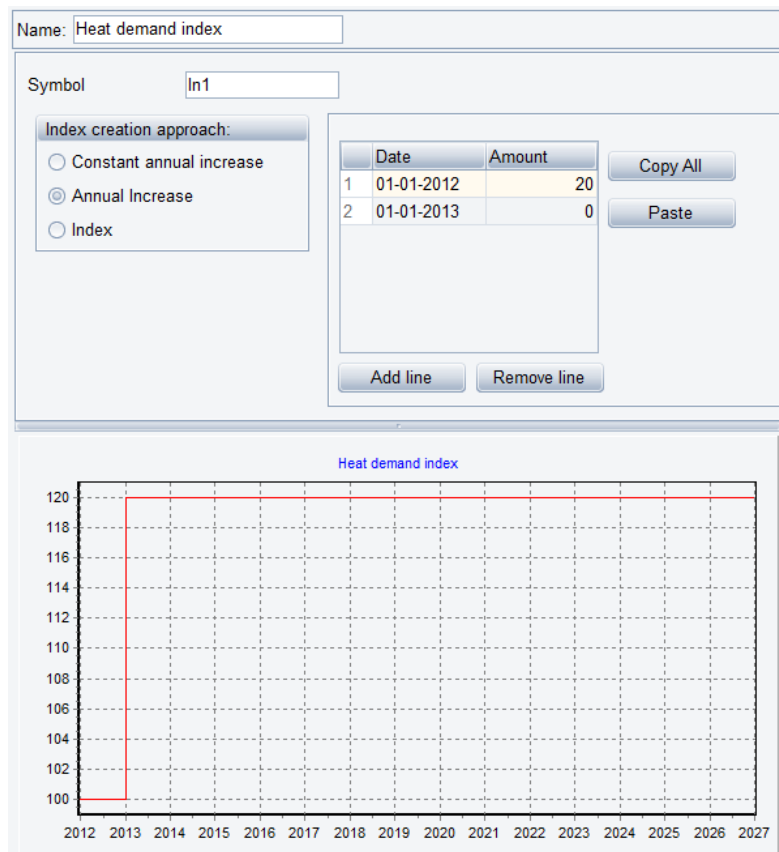 Name: Heat demand index
Symbol In1
Index creation approach:
Constant annual increase
Annual Increase
Index
Date Amount
1 01-01-2012 20
2 01-01-2013 0
Copy All
Paste
Add line Remove line
Heat demand index
120
118
116
114
112
110
108
106
104
102
100
2012 2013 2014 2015 2016 2017 2018 2019 2020 2021 2022 2023 2024 2025 2026 2027